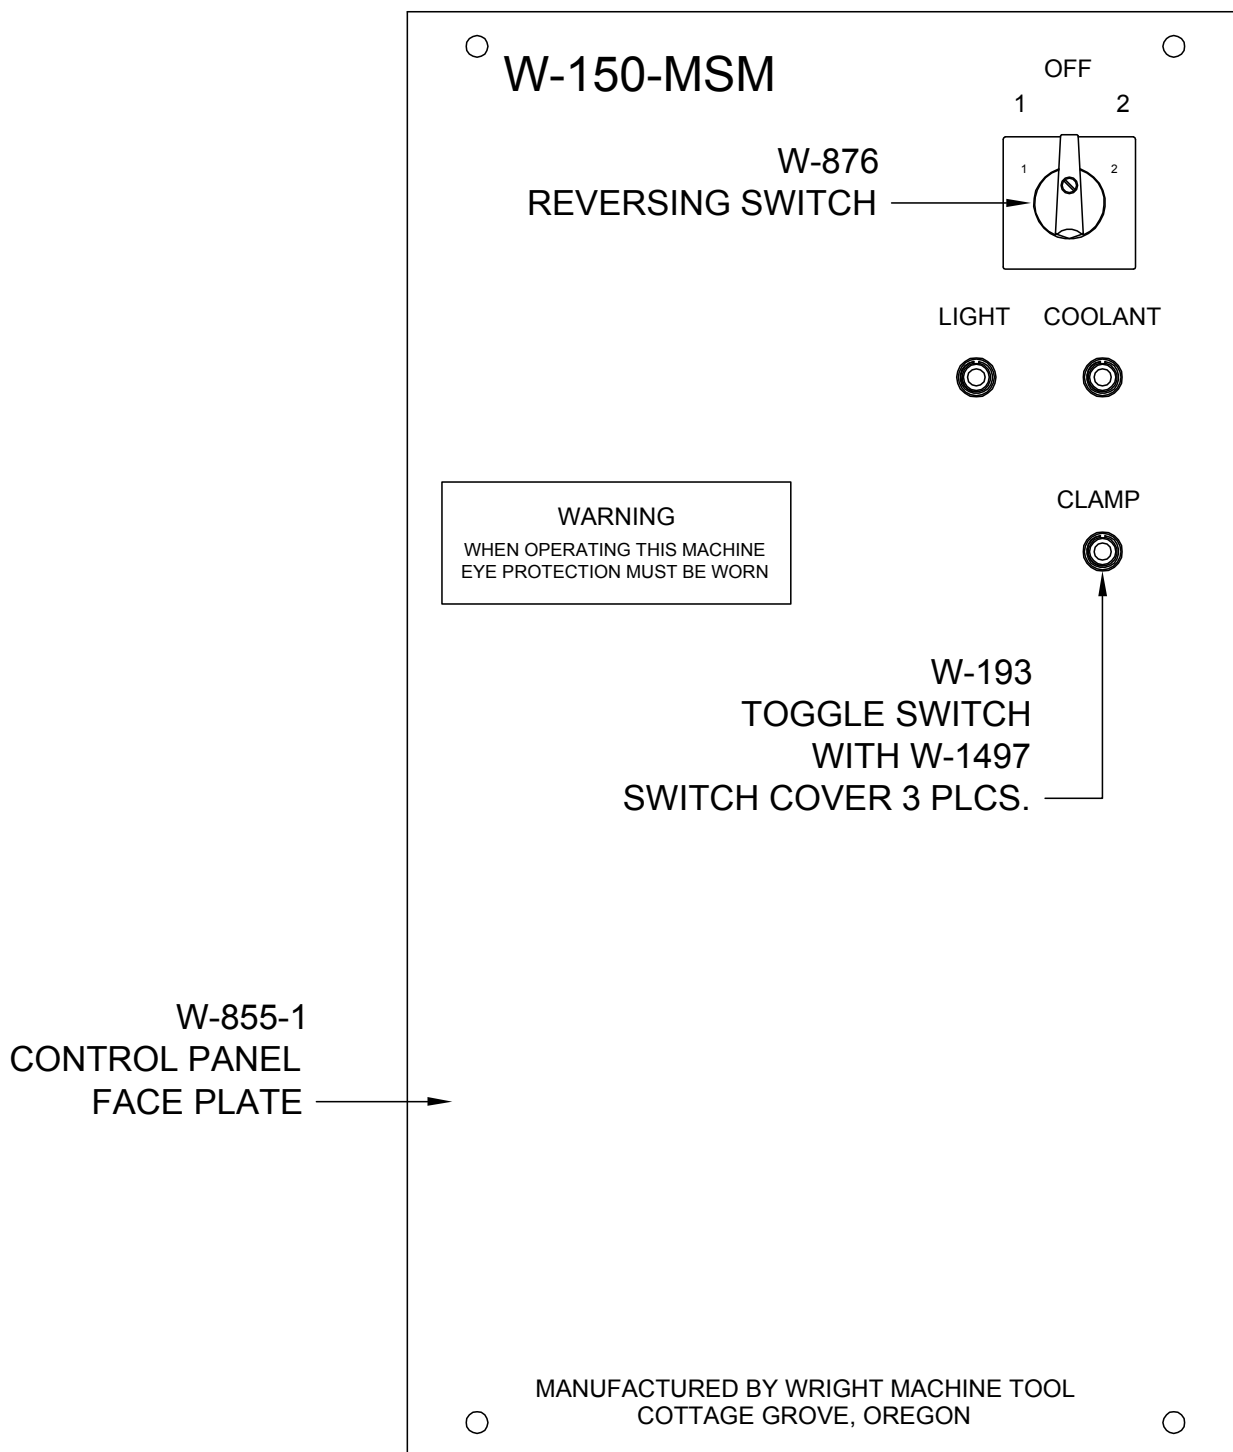 W-150-MSM
OFF
1 2
1 2
W-876
REVERSING SWITCH
LIGHT COOLANT
CLAMP
WARNING
WHEN OPERATING THIS MACHINE
EYE PROTECTION MUST BE WORN
W-193
TOGGLE SWITCH
WITH W-1497
SWITCH COVER 3 PLCS.
W-855-1
CONTROL PANEL
FACE PLATE
MANUFACTURED BY WRIGHT MACHINE TOOL
COTTAGE GROVE, OREGON